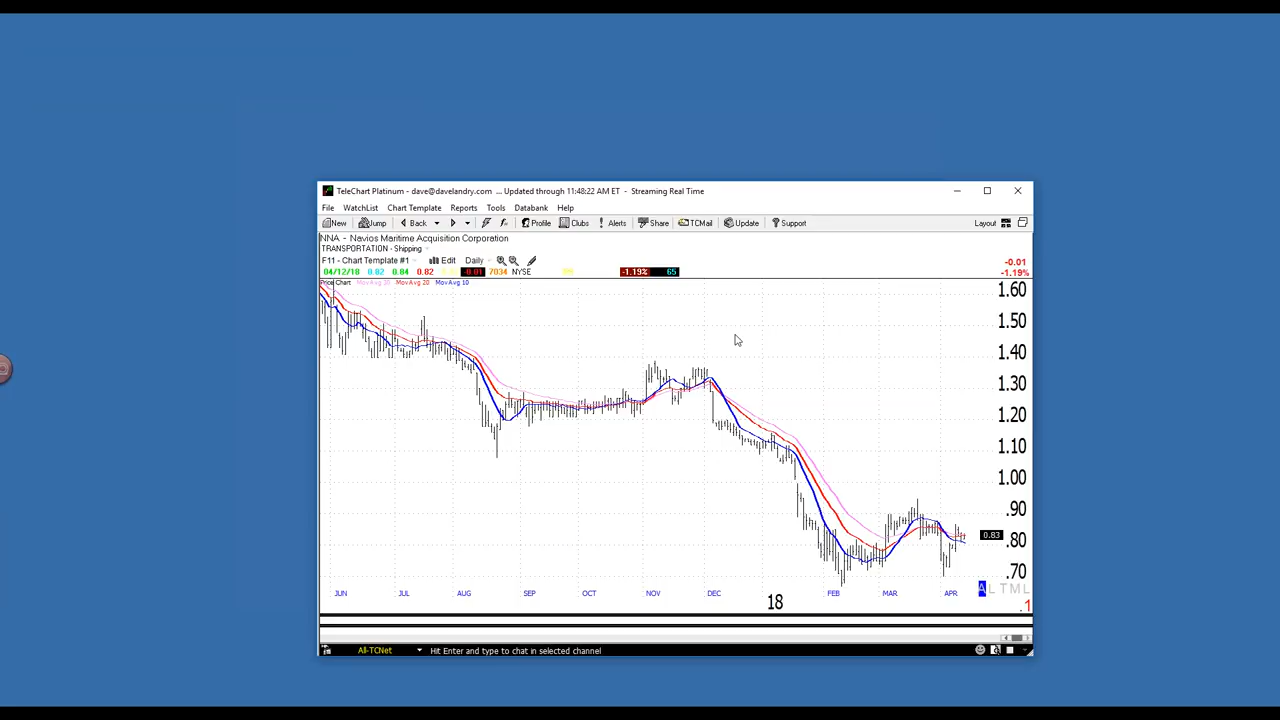 TeleChart Platinum - dave@davelandry.com ... Updated through 11:48:22 AM ET - Streaming Real Time
File WatchList Chart Template Reports Tools Databank Help
New Jump Back Profile Clubs Alerts Share TCMail Update Support Layout
NNA - Navios Maritime Acquisition Corporation
TRANSPORTATION - Shipping
F11 - Chart Template #1 Edit Daily
-0.01
04/12/18 0.82 0.84 0.82 -0.01 7034 NYSE -1.19% 65
-1.19%
Price Chart MovAvg 30 MovAvg 20 MovAvg 10
1.60
1.50
1.40
1.30
1.20
1.10
1.00
.90
0.83
.80
.70
JUN JUL AUG SEP OCT NOV DEC 18 FEB MAR APR A L T M L
.1
All-TCNet Hit Enter and type to chat in selected channel